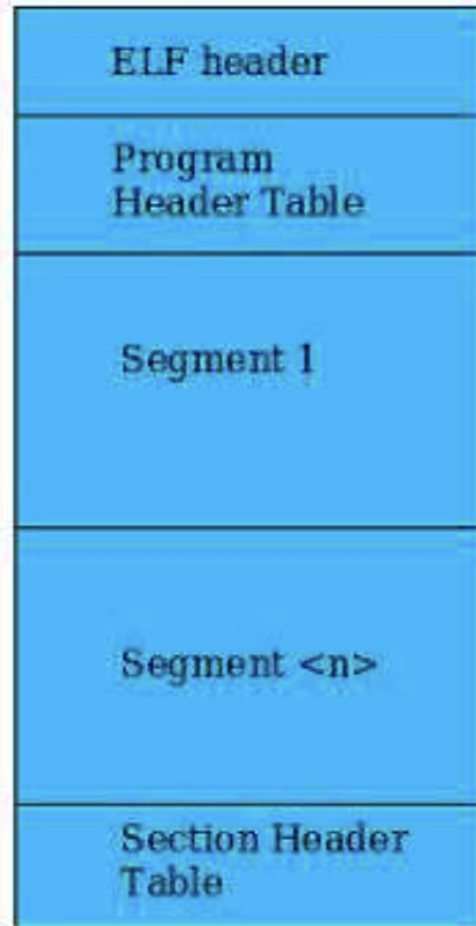 ELF header
Program
Header Table
Segment 1
Segment <n>
Section Header
Table